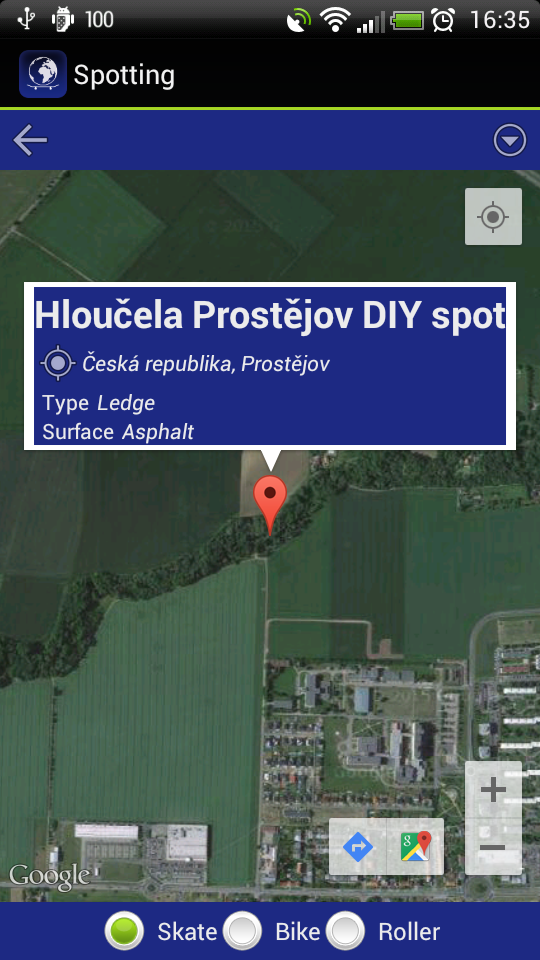 100
16:35
Spotting
Hloučela Prostějov DIY spot
Česká republika, Prostějov
Type Ledge
Surface Asphalt
Google
Skate
Bike
Roller